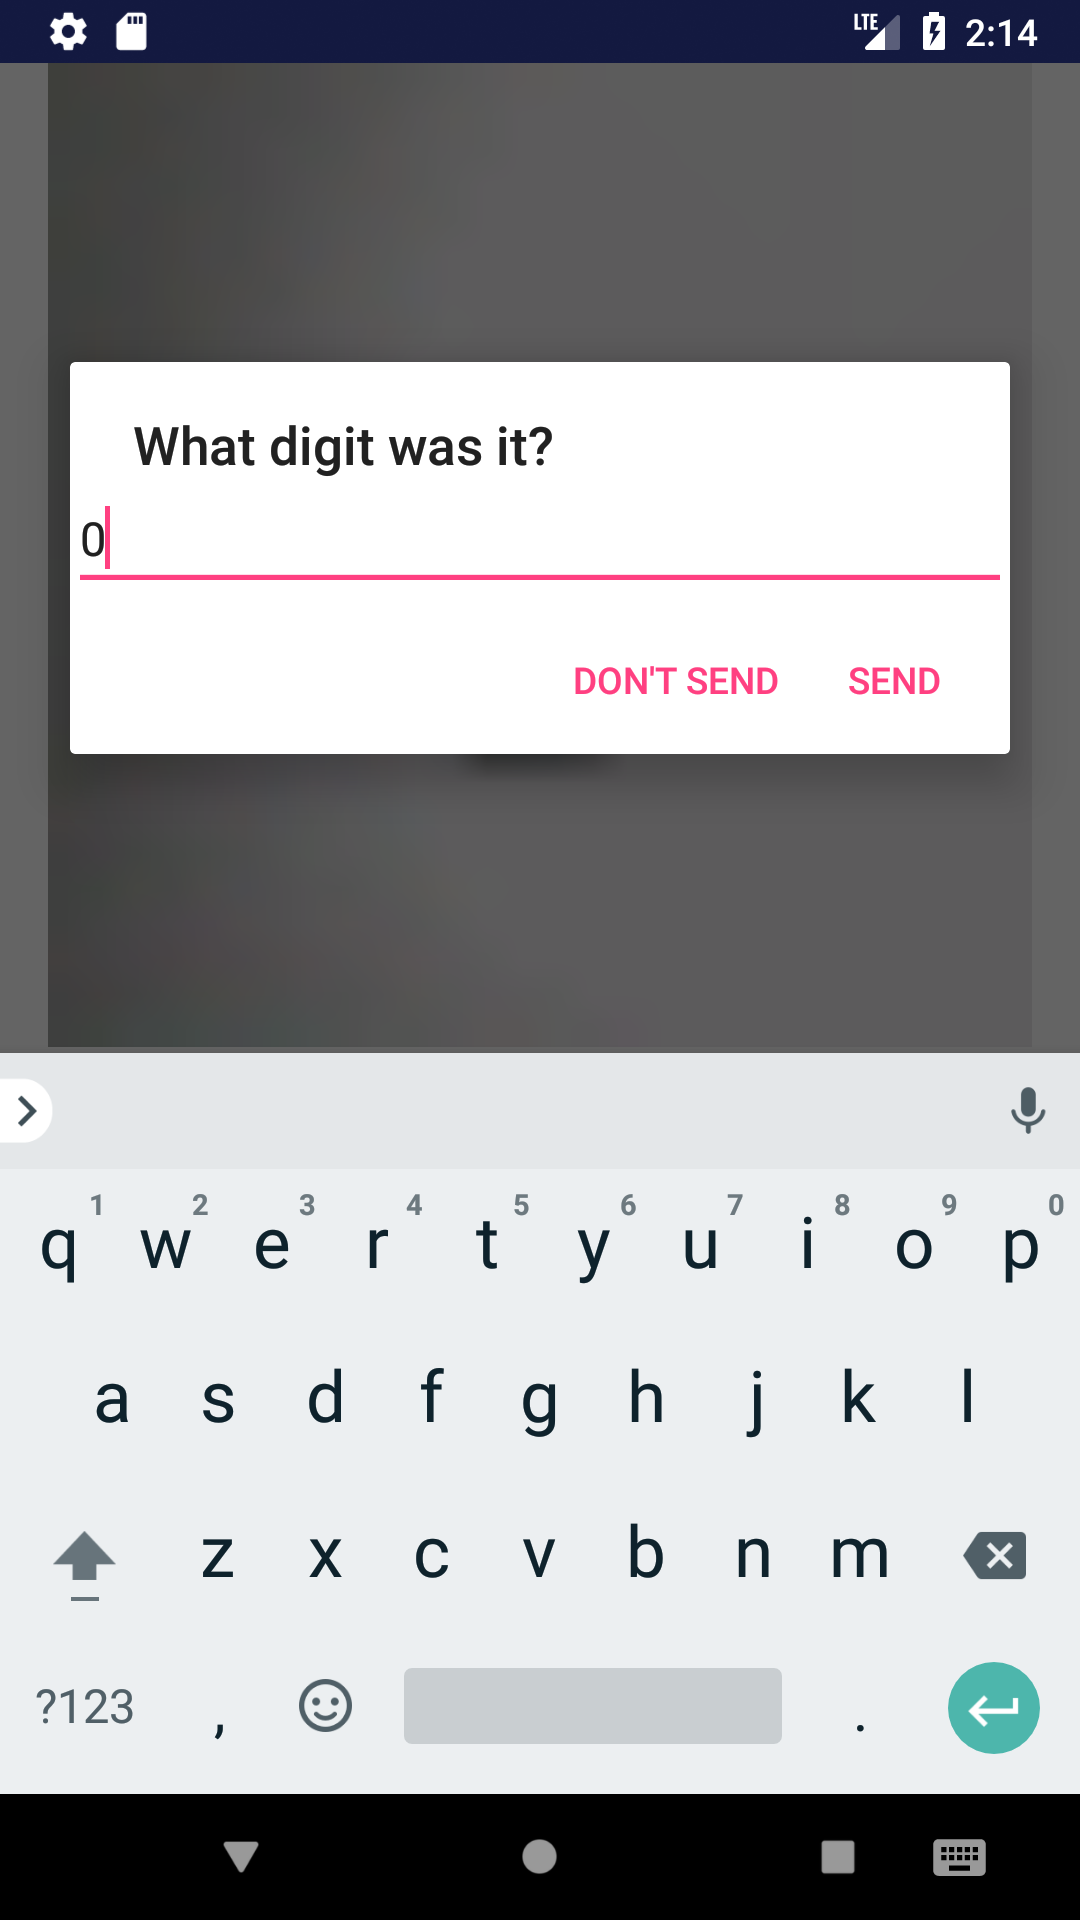 LTE 2:14
What digit was it?
0
DON'T SEND SEND
1 2 3 4 5 6 7 8 9 0
q w e r t y u i o p
a s d f g h j k l
z x c v b n m
?123 , .